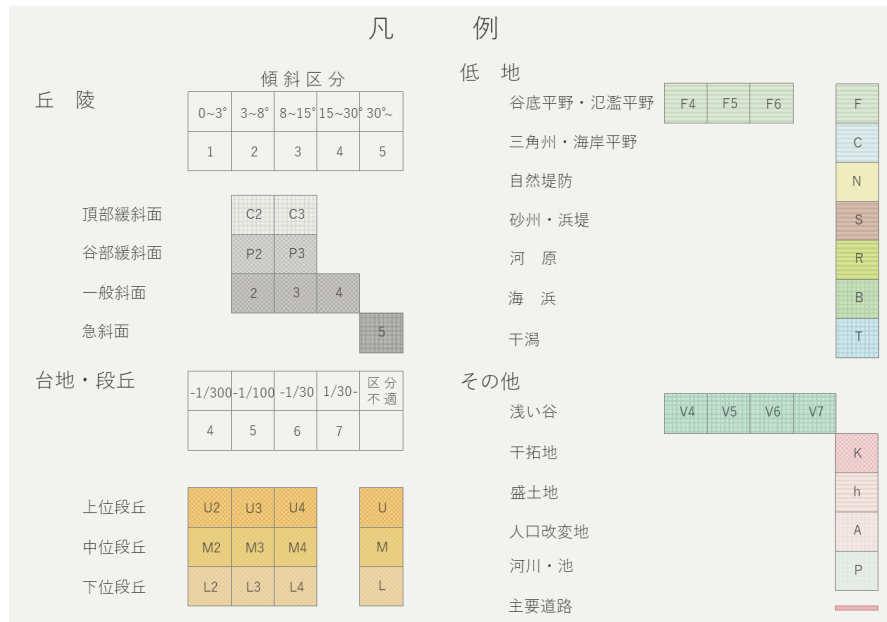 凡 例
丘 陵
傾斜区分
0~3° 3~8° 8~15° 15~30° 30°~
1 2 3 4 5
頂部緩斜面 C2 C3
谷部緩斜面 P2 P3
一般斜面 2 3 4
急斜面 5
台地・段丘
-1/300 -1/100 -1/30 1/30- 区分
不適
4 5 6 7
上位段丘 U2 U3 U4 U
中位段丘 M2 M3 M4 M
下位段丘 L2 L3 L4 L
低 地
谷底平野・氾濫平野 F4 F5 F6 F
三角州・海岸平野 C
自然堤防 N
砂州・浜堤 S
河 原 R
海 浜 B
干潟 T
その他
浅い谷 V4 V5 V6 V7
干拓地 K
盛土地 h
人口改変地 A
河川・池 P
主要道路